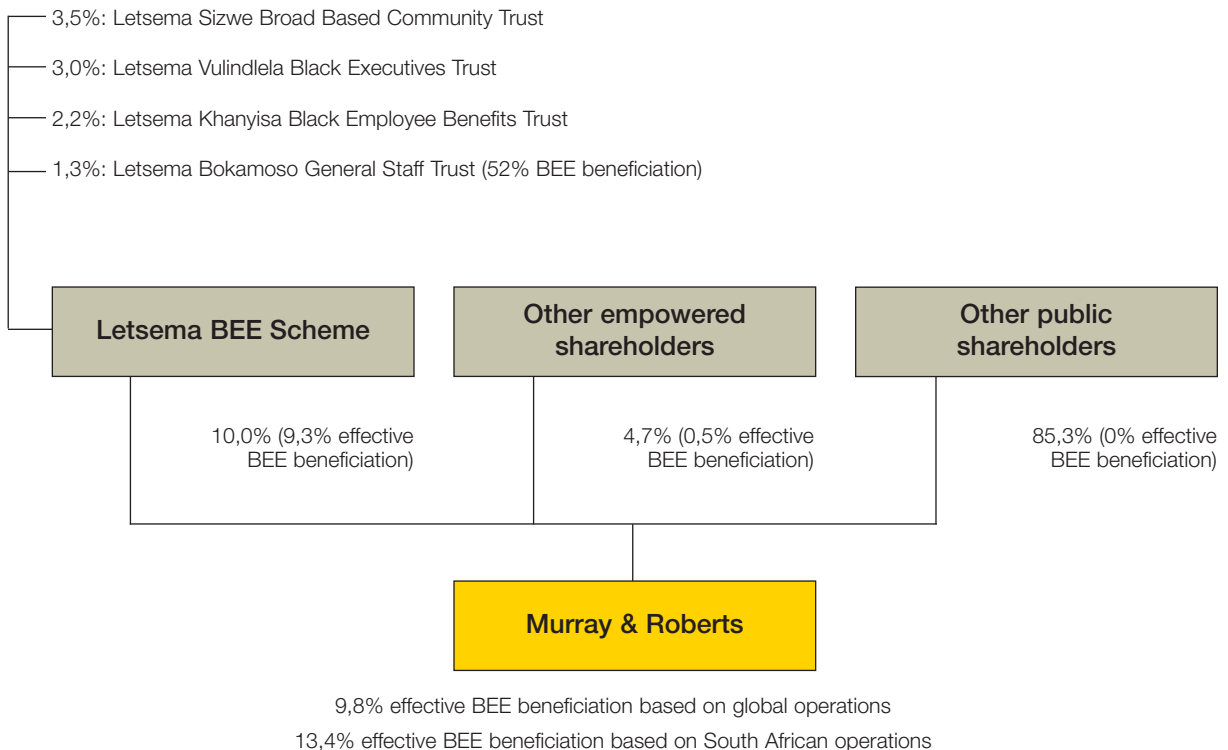 3,5%: Letsema Sizwe Broad Based Community Trust
3,0%: Letsema Vulindlela Black Executives Trust
2,2%: Letsema Khanyisa Black Employee Benefits Trust
1,3%: Letsema Bokamoso General Staff Trust (52% BEE beneficiation)
Letsema BEE Scheme
Other empowered
shareholders
Other public
shareholders
10,0% (9,3% effective
BEE beneficiation)
4,7% (0,5% effective
BEE beneficiation)
85,3% (0% effective
BEE beneficiation)
Murray & Roberts
9,8% effective BEE beneficiation based on global operations
13,4% effective BEE beneficiation based on South African operations